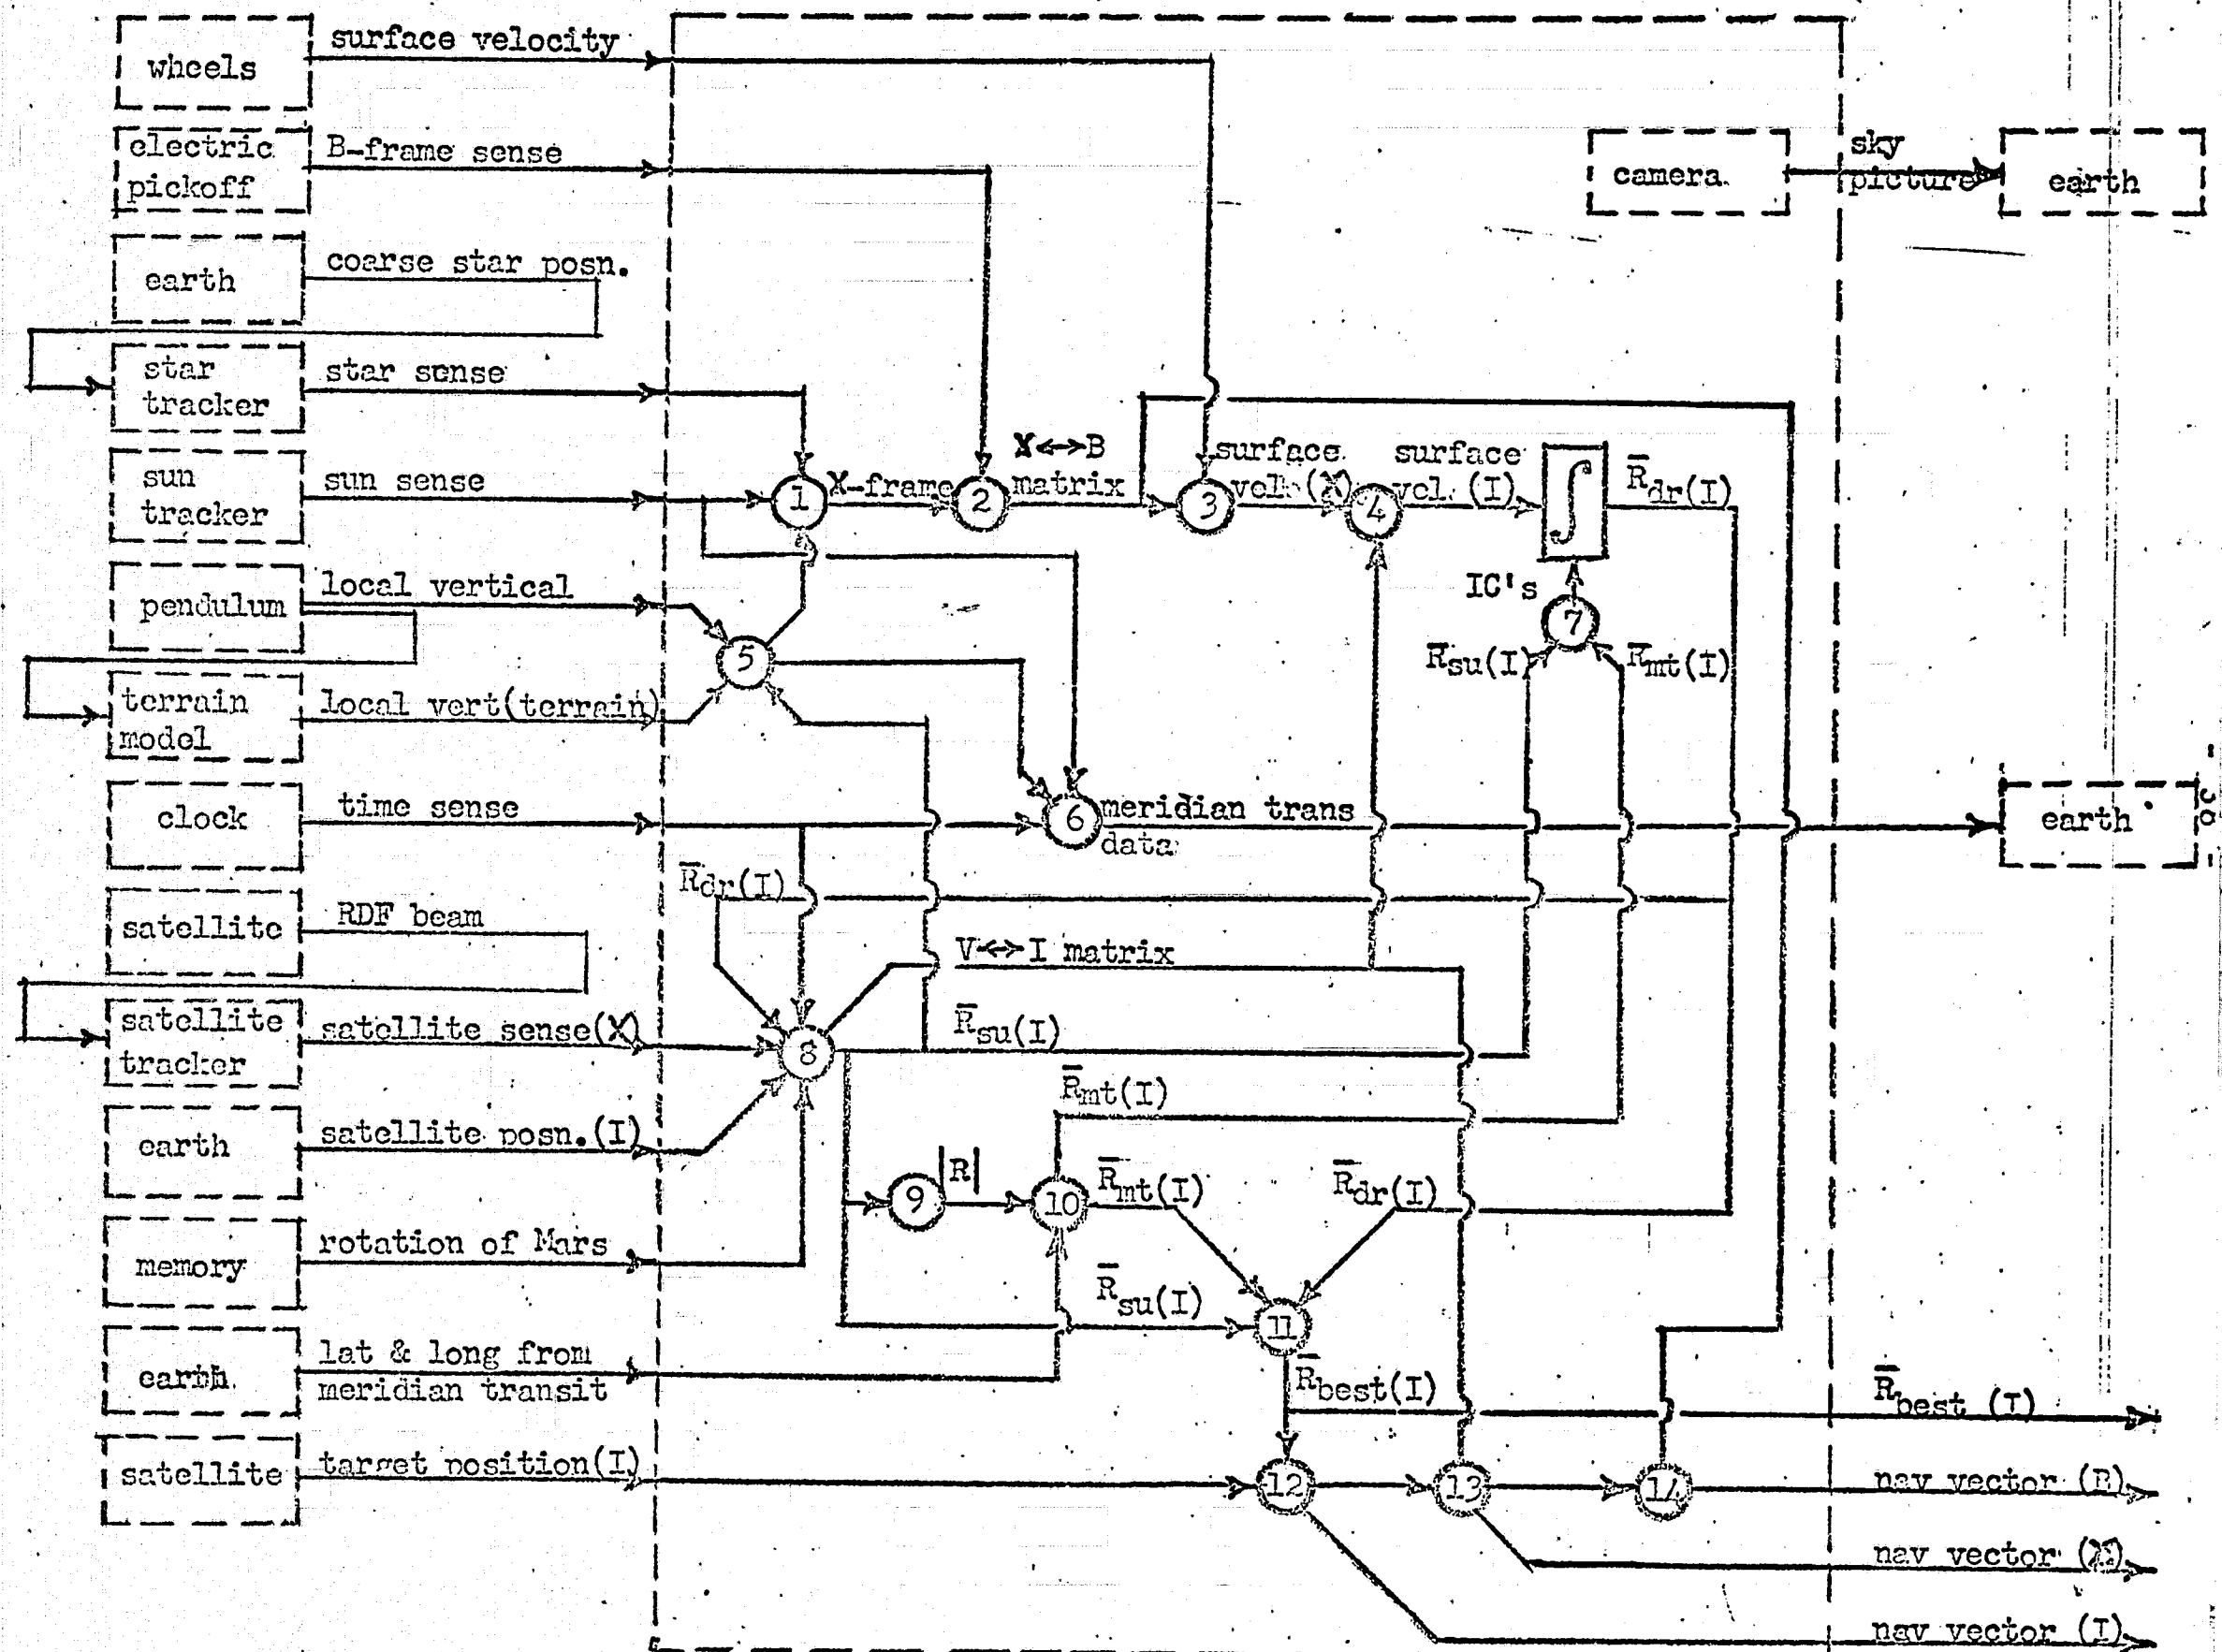 wheels
surface velocity
electric
pickoff
B-frame sense
camera
sky
picture
earth
earth
coarse star posn.
star
tracker
star sense
sun
tracker
sun sense
1
X-frame
2
X<->B
matrix
3
surface
vel.(X)
4
surface
vel.(I)
∫
R̅dr(I)
pendulum
local vertical
IC's
7
R̅su(I)
R̅mt(I)
5
terrain
model
local vert(terrain)
clock
time sense
6
meridian trans
data
earth
- 30 -
R̅dr(I)
satellite
RDF beam
V<->I matrix
satellite
tracker
satellite sense(X)
8
R̅su(I)
R̅mt(I)
earth
satellite posn.(I)
9
|R|
10
R̅mt(I)
R̅dr(I)
memory
rotation of Mars
R̅su(I)
11
earth
lat & long from
meridian transit
R̅best(I)
R̅best (I)
satellite
target position(I)
12
13
14
nav vector (B)
nav vector (X)
nav vector (I)